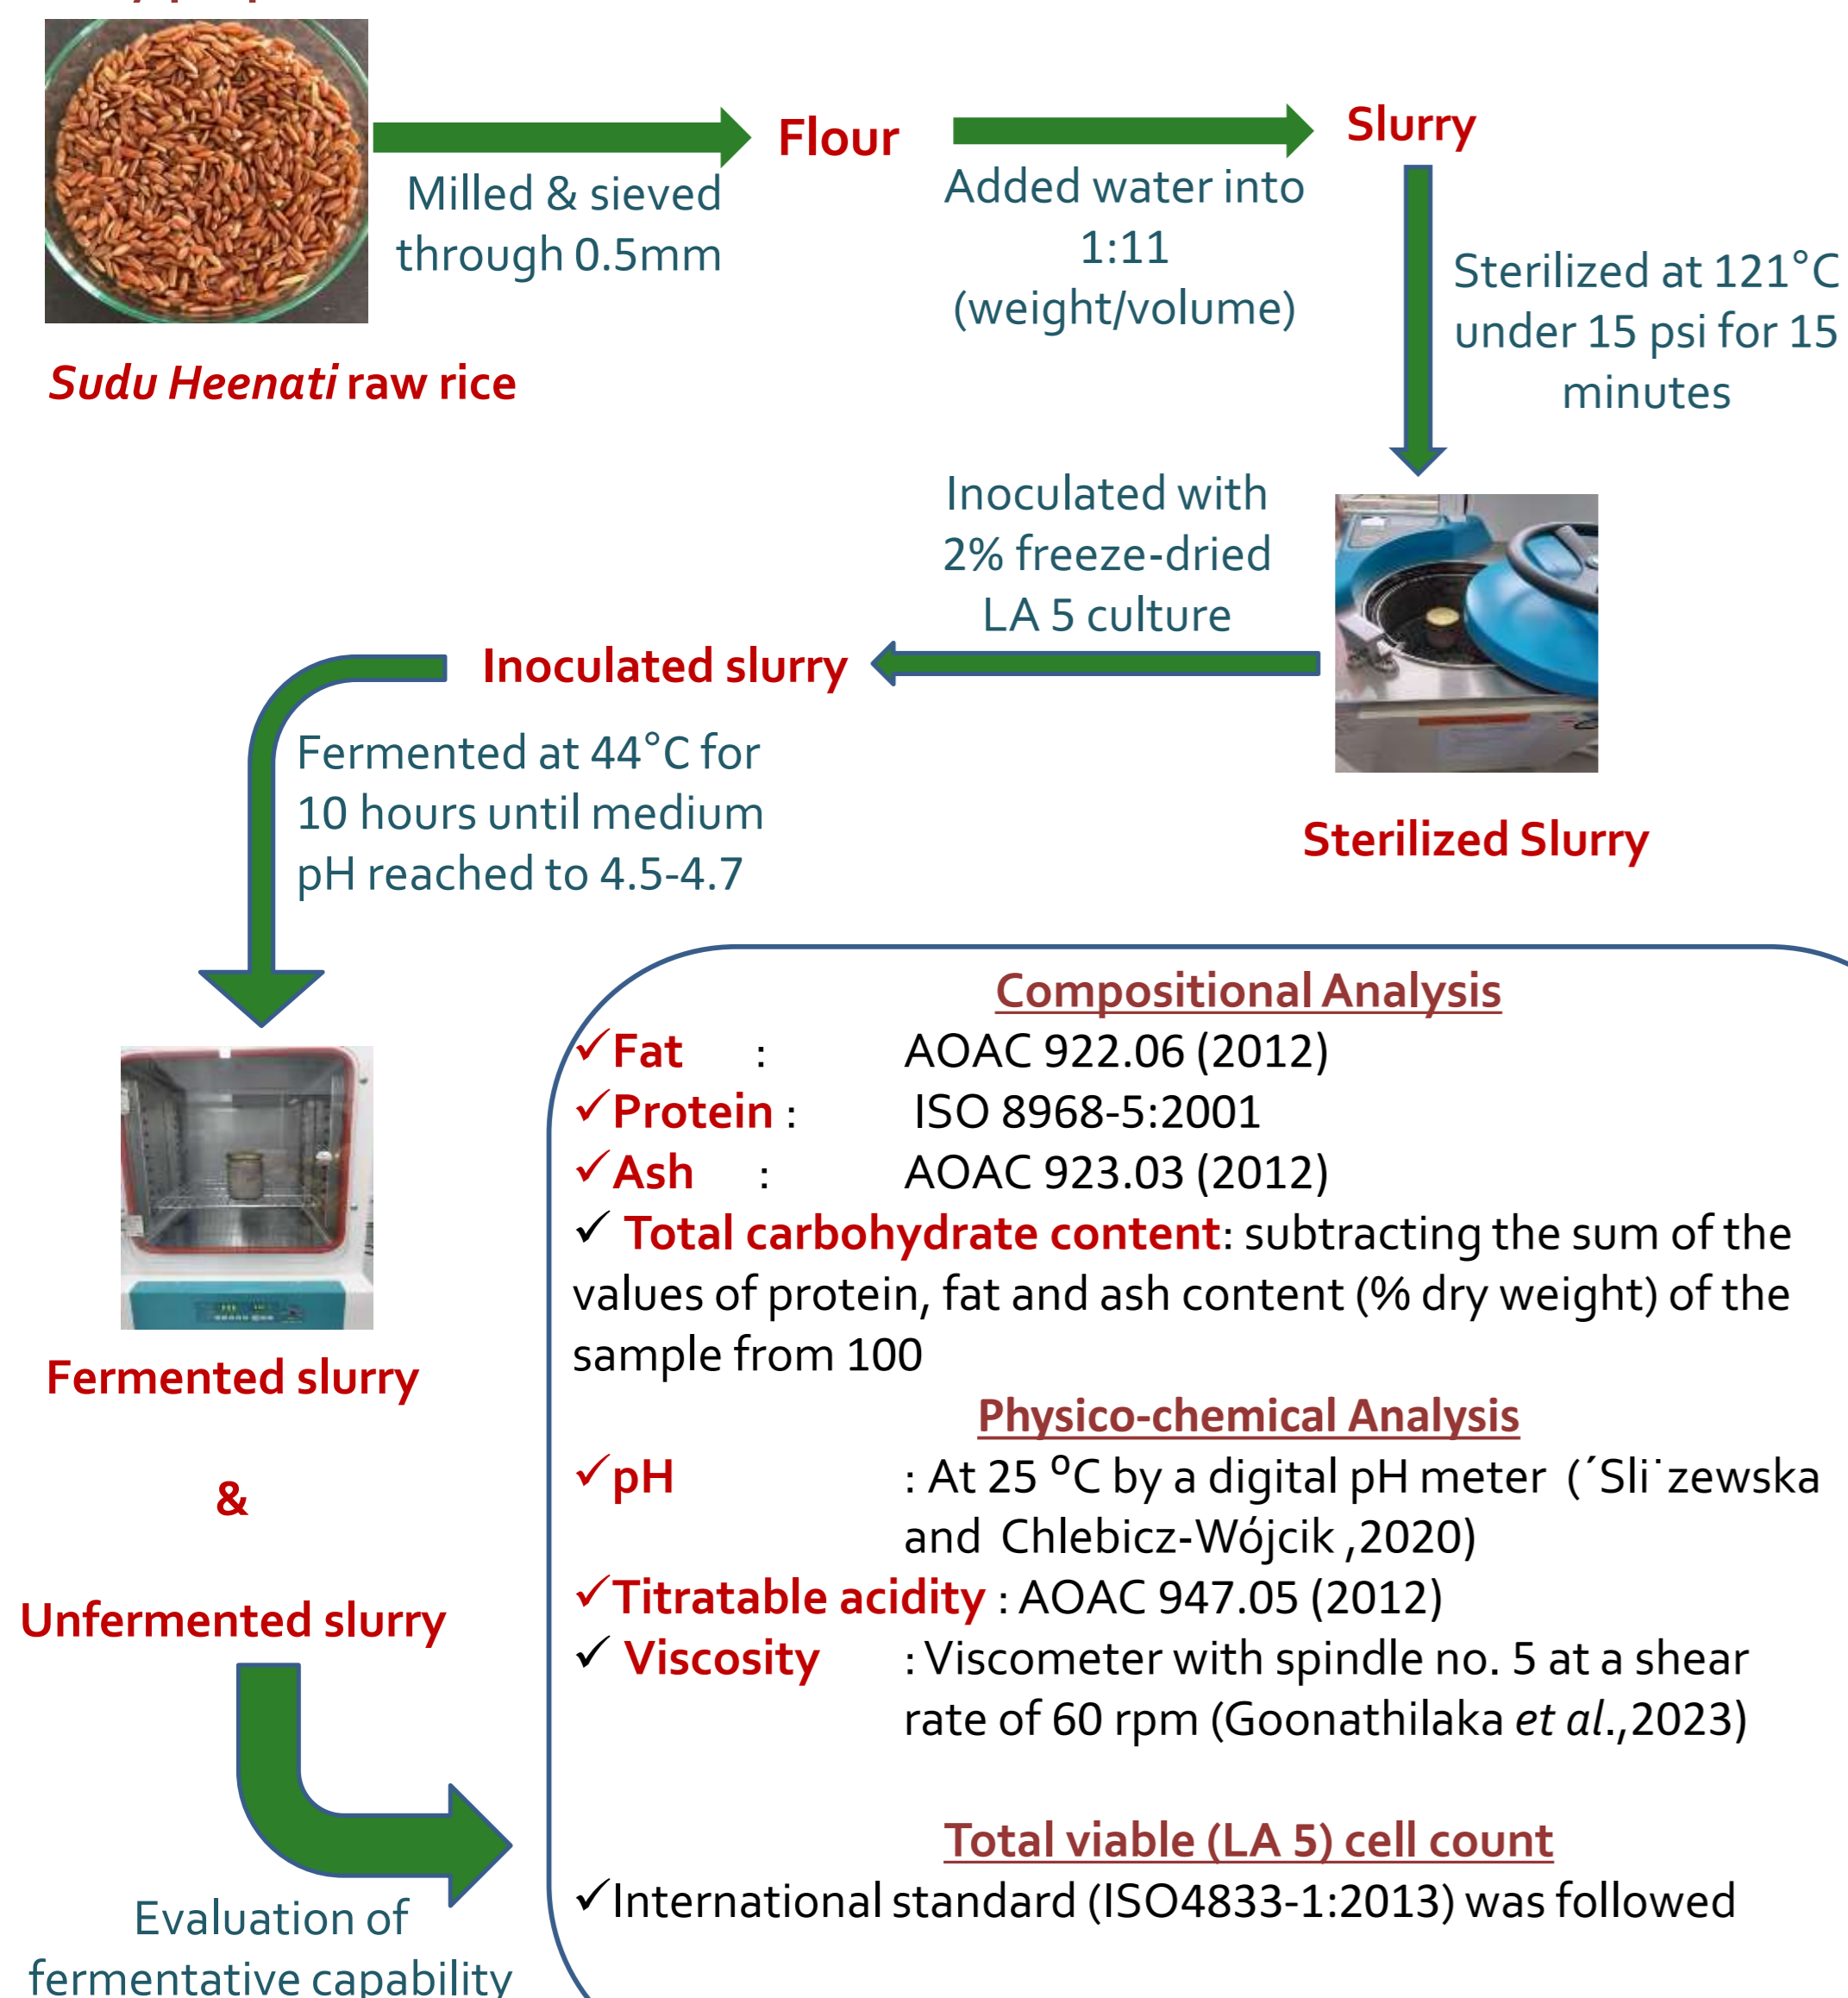 Flour
Slurry
Milled & sieved
through 0.5mm
Added water into
1:11
(weight/volume)
Sterilized at 121°C
under 15 psi for 15
minutes
Sudu Heenati raw rice
Inoculated with
2% freeze-dried
LA 5 culture
Inoculated slurry
Sterilized Slurry
Fermented at 44°C for
10 hours until medium
pH reached to 4.5-4.7
Fermented slurry
&
Unfermented slurry
Evaluation of
fermentative capability
Compositional Analysis
✓Fat : AOAC 922.06 (2012)
✓Protein : ISO 8968-5:2001
✓Ash : AOAC 923.03 (2012)
✓ Total carbohydrate content: subtracting the sum of the
values of protein, fat and ash content (% dry weight) of the
sample from 100
Physico-chemical Analysis
✓pH : At 25 ⁰C by a digital pH meter (´Sli˙zewska
and Chlebicz-Wójcik ,2020)
✓Titratable acidity : AOAC 947.05 (2012)
✓ Viscosity : Viscometer with spindle no. 5 at a shear
rate of 60 rpm (Goonathilaka et al.,2023)
Total viable (LA 5) cell count
✓International standard (ISO4833-1:2013) was followed